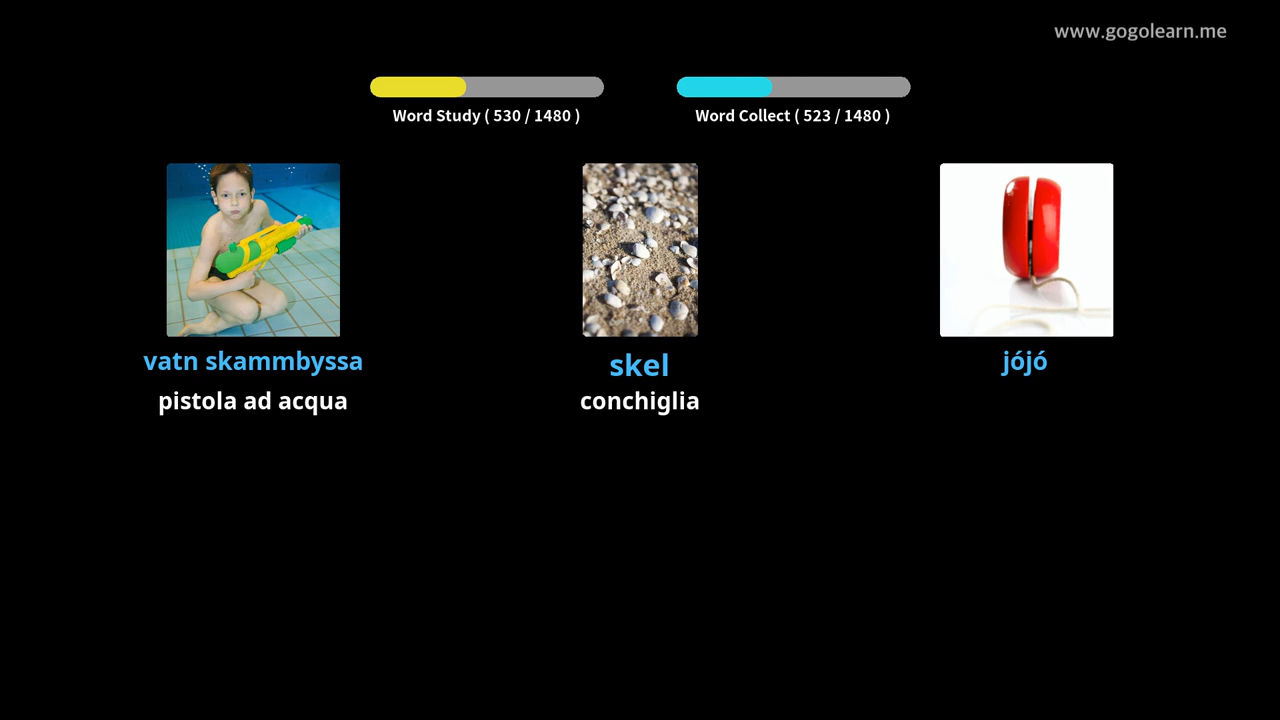 www.gogolearn.me
Word Study ( 530 / 1480 )
Word Collect ( 523 / 1480 )
vatn skammbyssa
pistola ad acqua
skel
conchiglia
jójó